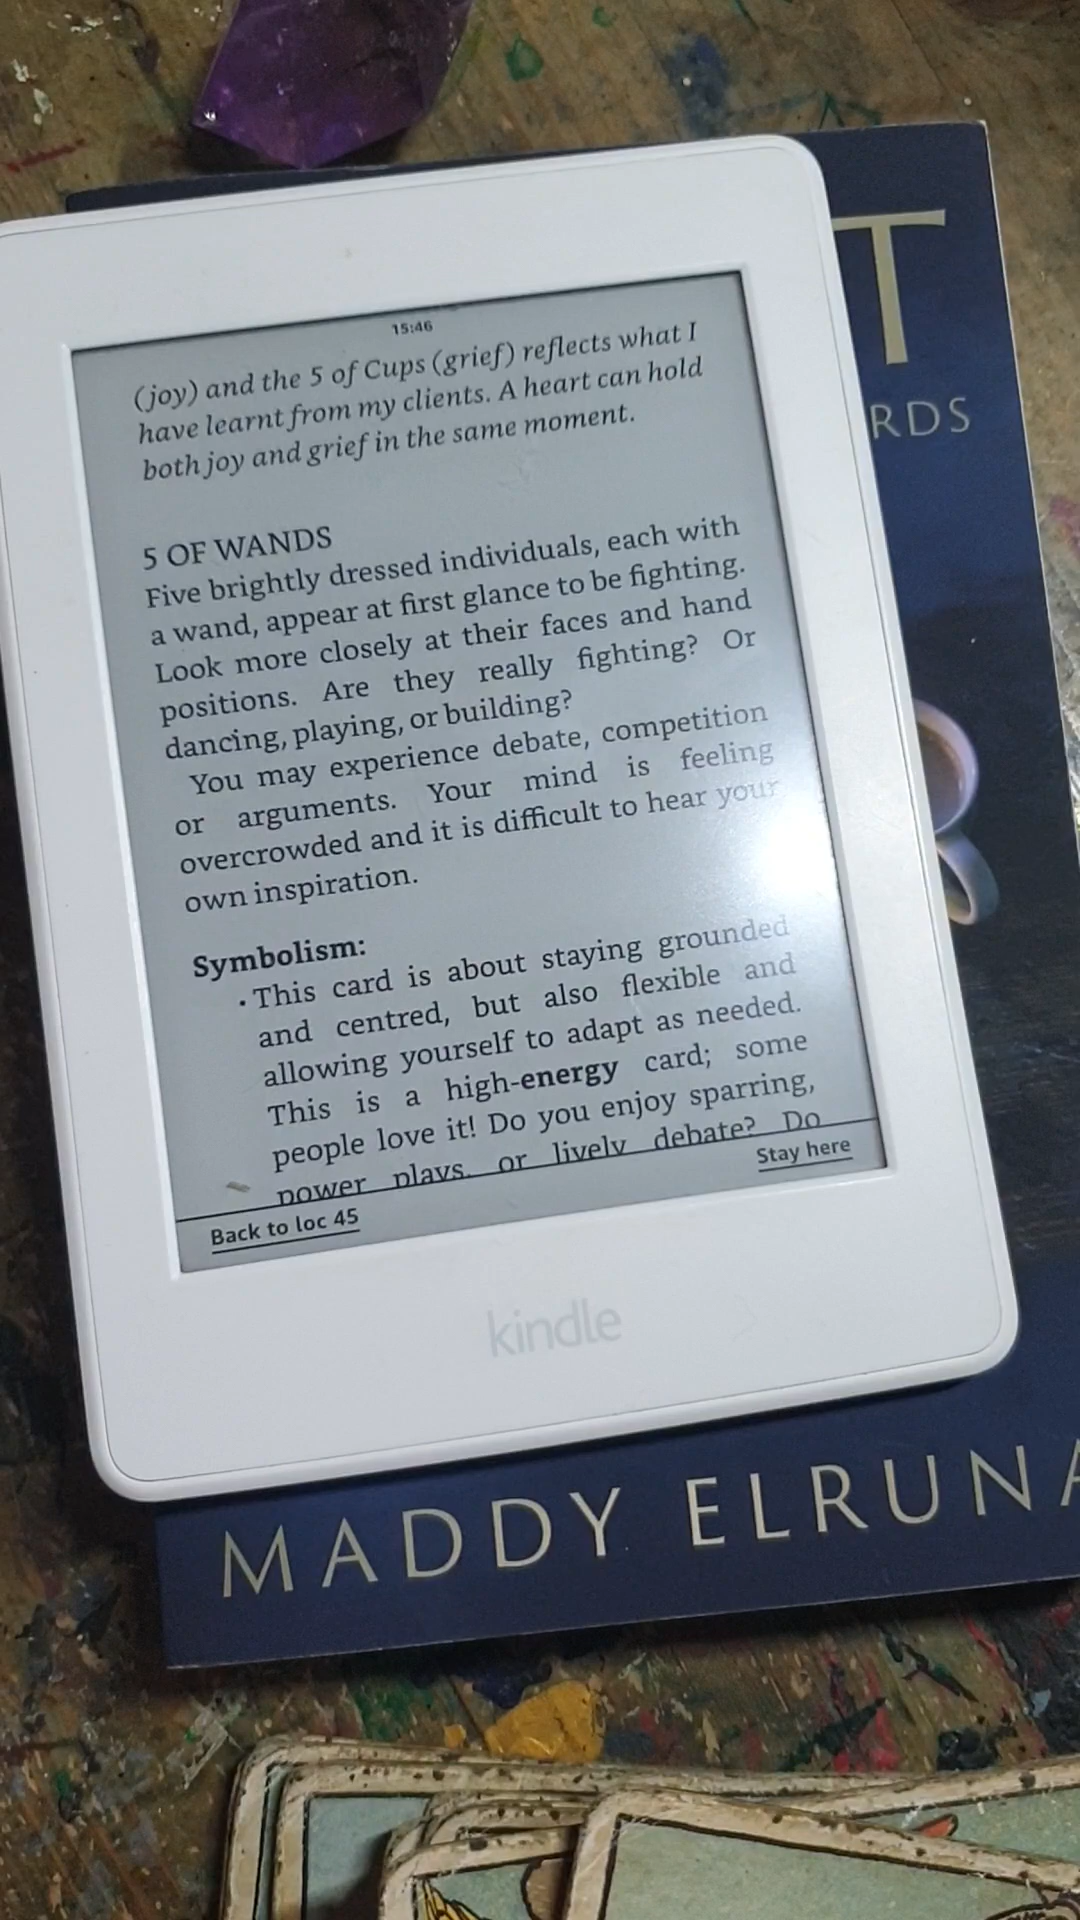 15:46
(joy) and the 5 of Cups (grief) reflects what I
have learnt from my clients. A heart can hold
both joy and grief in the same moment.
5 OF WANDS
Five brightly dressed individuals, each with
a wand, appear at first glance to be fighting.
Look more closely at their faces and hand
positions. Are they really fighting? Or
dancing, playing, or building?
You may experience debate, competition
or arguments. Your mind is feeling
overcrowded and it is difficult to hear your
own inspiration.
Symbolism:
• This card is about staying grounded
and centred, but also flexible and
allowing yourself to adapt as needed.
This is a high-energy card; some
people love it! Do you enjoy sparring,
power plays, or lively debate? Do
Back to loc 45
Stay here
kindle
T
RDS
MADDY ELRUNA